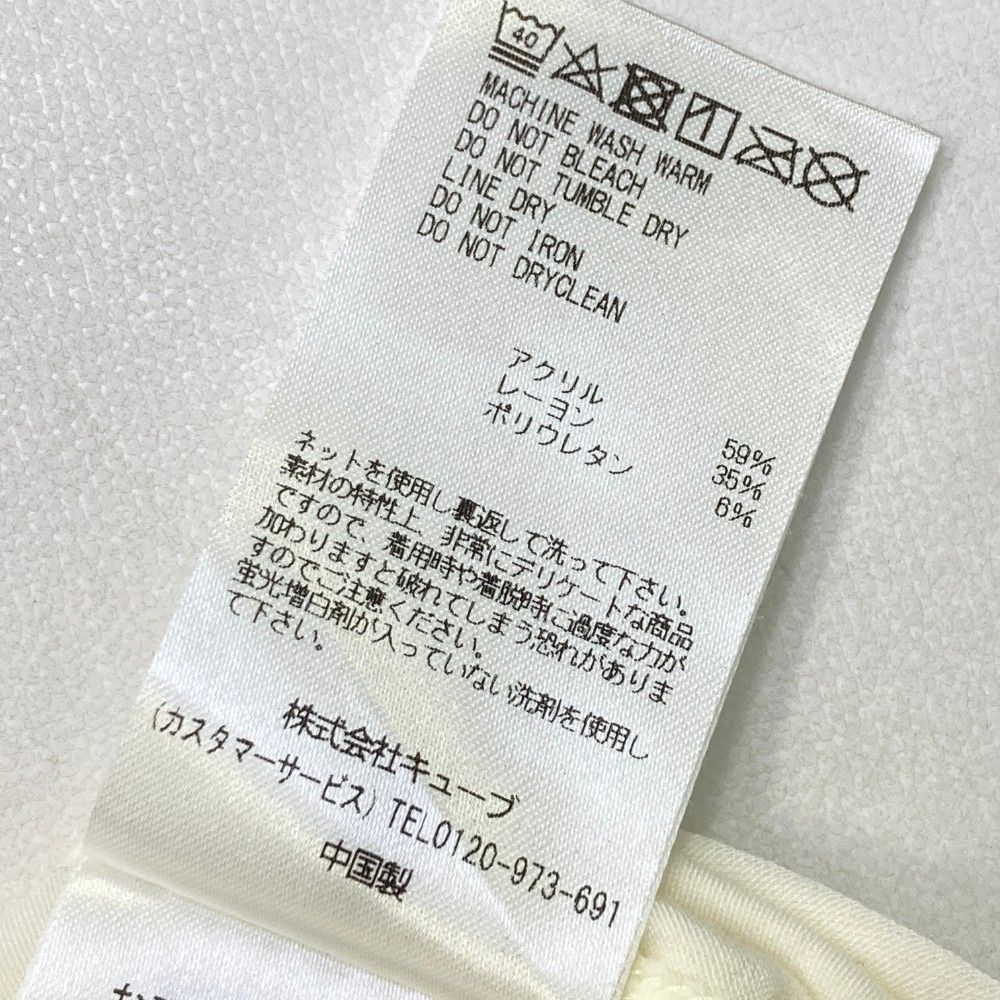 40
MACHINE WASH WARM
DO NOT BLEACH
DO NOT TUMBLE DRY
LINE DRY
DO NOT IRON
DO NOT DRYCLEAN
アクリル 59%
レーヨン 35%
ポリウレタン 6%
ネットを使用し裏返して洗って下さい。
素材の特性上、非常にデリケートな商品
ですので、着用時や着脱時に過度な力が
加わりますと破れてしまう恐れがありま
すのでご注意ください。
蛍光増白剤が入っていない洗剤を使用し
て下さい。
株式会社キューブ
(カスタマーサービス) TEL0120-973-691
中国製